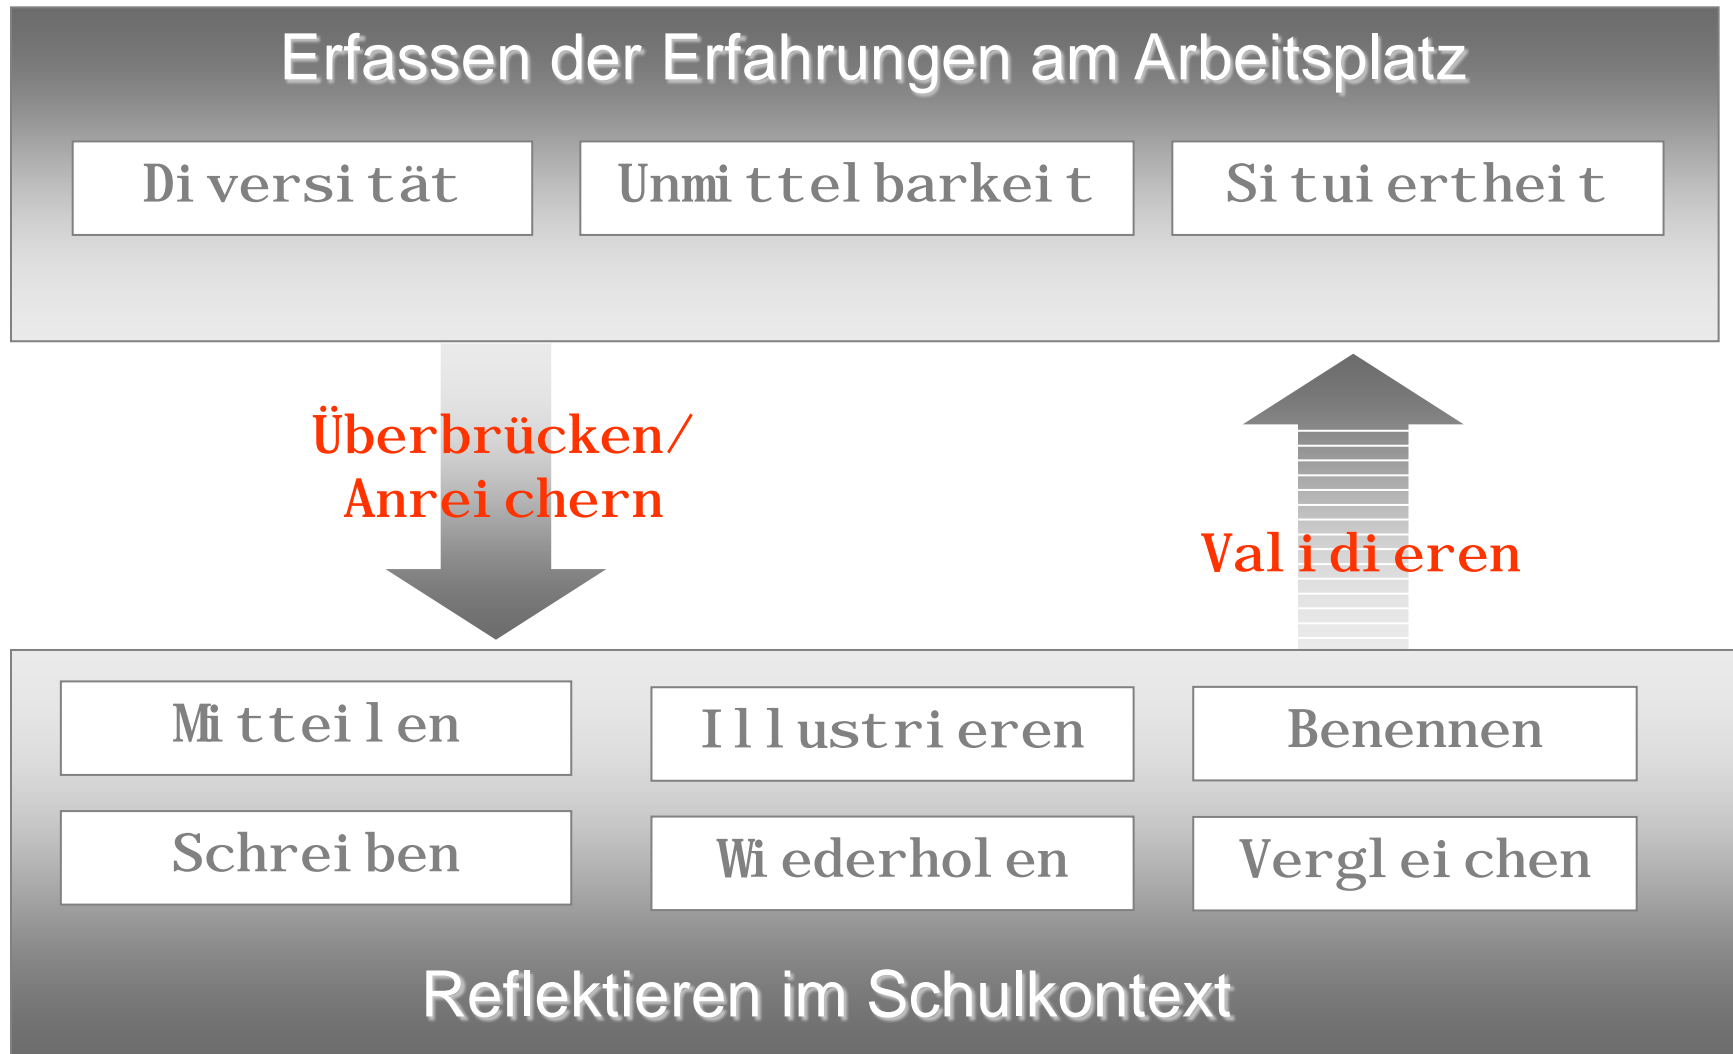 Erfassen der Erfahrungen am Arbeitsplatz
Diversität
Unmittelbarkeit
Situiertheit
Überbrücken/
Anreichern
Validieren
Mitteilen
Illustrieren
Benennen
Schreiben
Wiederholen
Vergleichen
Reflektieren im Schulkontext